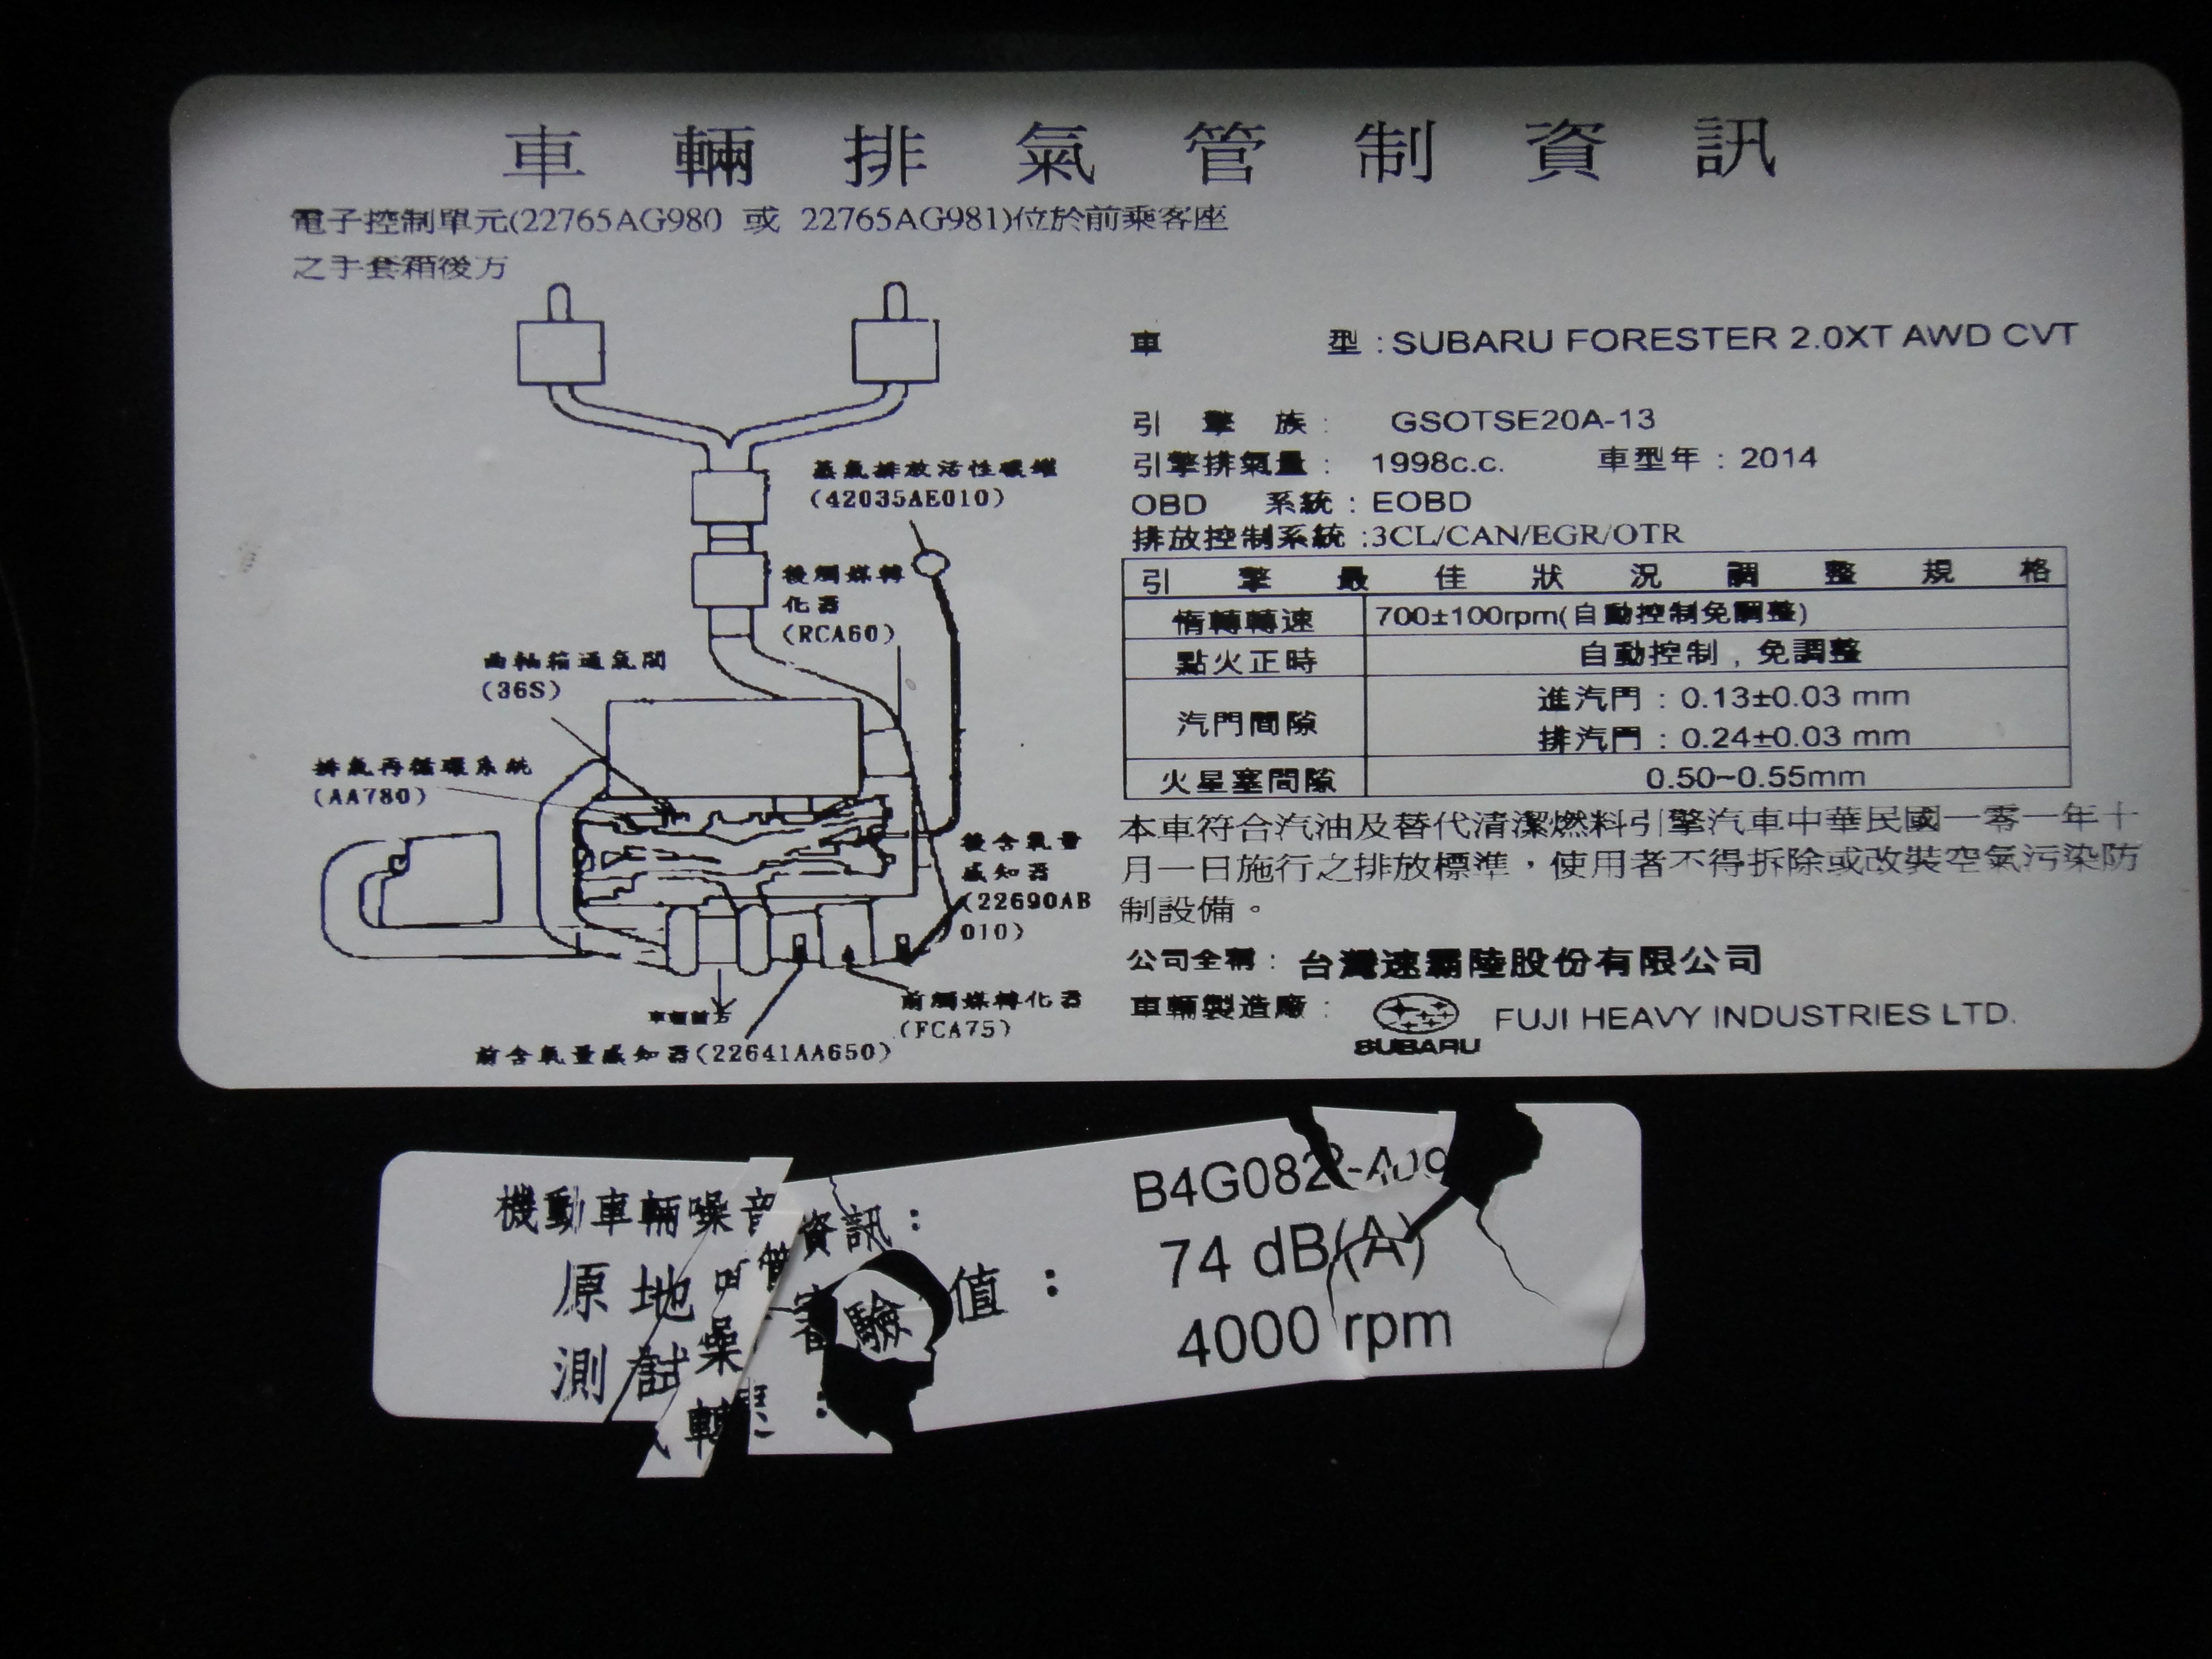 車輛排氣管制資訊
電子控制單元(22765AG980 或 22765AG981)位於前乘客座
之手套箱後方
蒸氣排放活性碳罐
(42035AE010)
後觸媒轉
化器
(RCA60)
曲軸箱通氣閥
(36S)
排氣再循環系統
(AA780)
後含氧量
感知器
(22690AB
010)
車輛前方
前觸媒轉化器
(FCA75)
前含氧量感知器(22641AA650)
車型:SUBARU FORESTER 2.0XT AWD CVT
引擎族: GSOTSE20A-13
引擎排氣量: 1998c.c. 車型年:2014
OBD 系統:EOBD
排放控制系統:3CL/CAN/EGR/OTR
引擎最佳狀況調整規格
惰轉轉速 700±100rpm(自動控制免調整)
點火正時 自動控制,免調整
汽門間隙 進汽門:0.13±0.03 mm
排汽門:0.24±0.03 mm
火星塞間隙 0.50~0.55mm
本車符合汽油及替代清潔燃料引擎汽車中華民國一零一年十
月一日施行之排放標準,使用者不得拆除或改裝空氣污染防
制設備。
公司全稱: 台灣速霸陸股份有限公司
車輛製造廠: SUBARU FUJI HEAVY INDUSTRIES LTD.
機動車輛噪音管資訊: 
原地噪審驗值: 74 dB(A)
測試轉: 4000 rpm